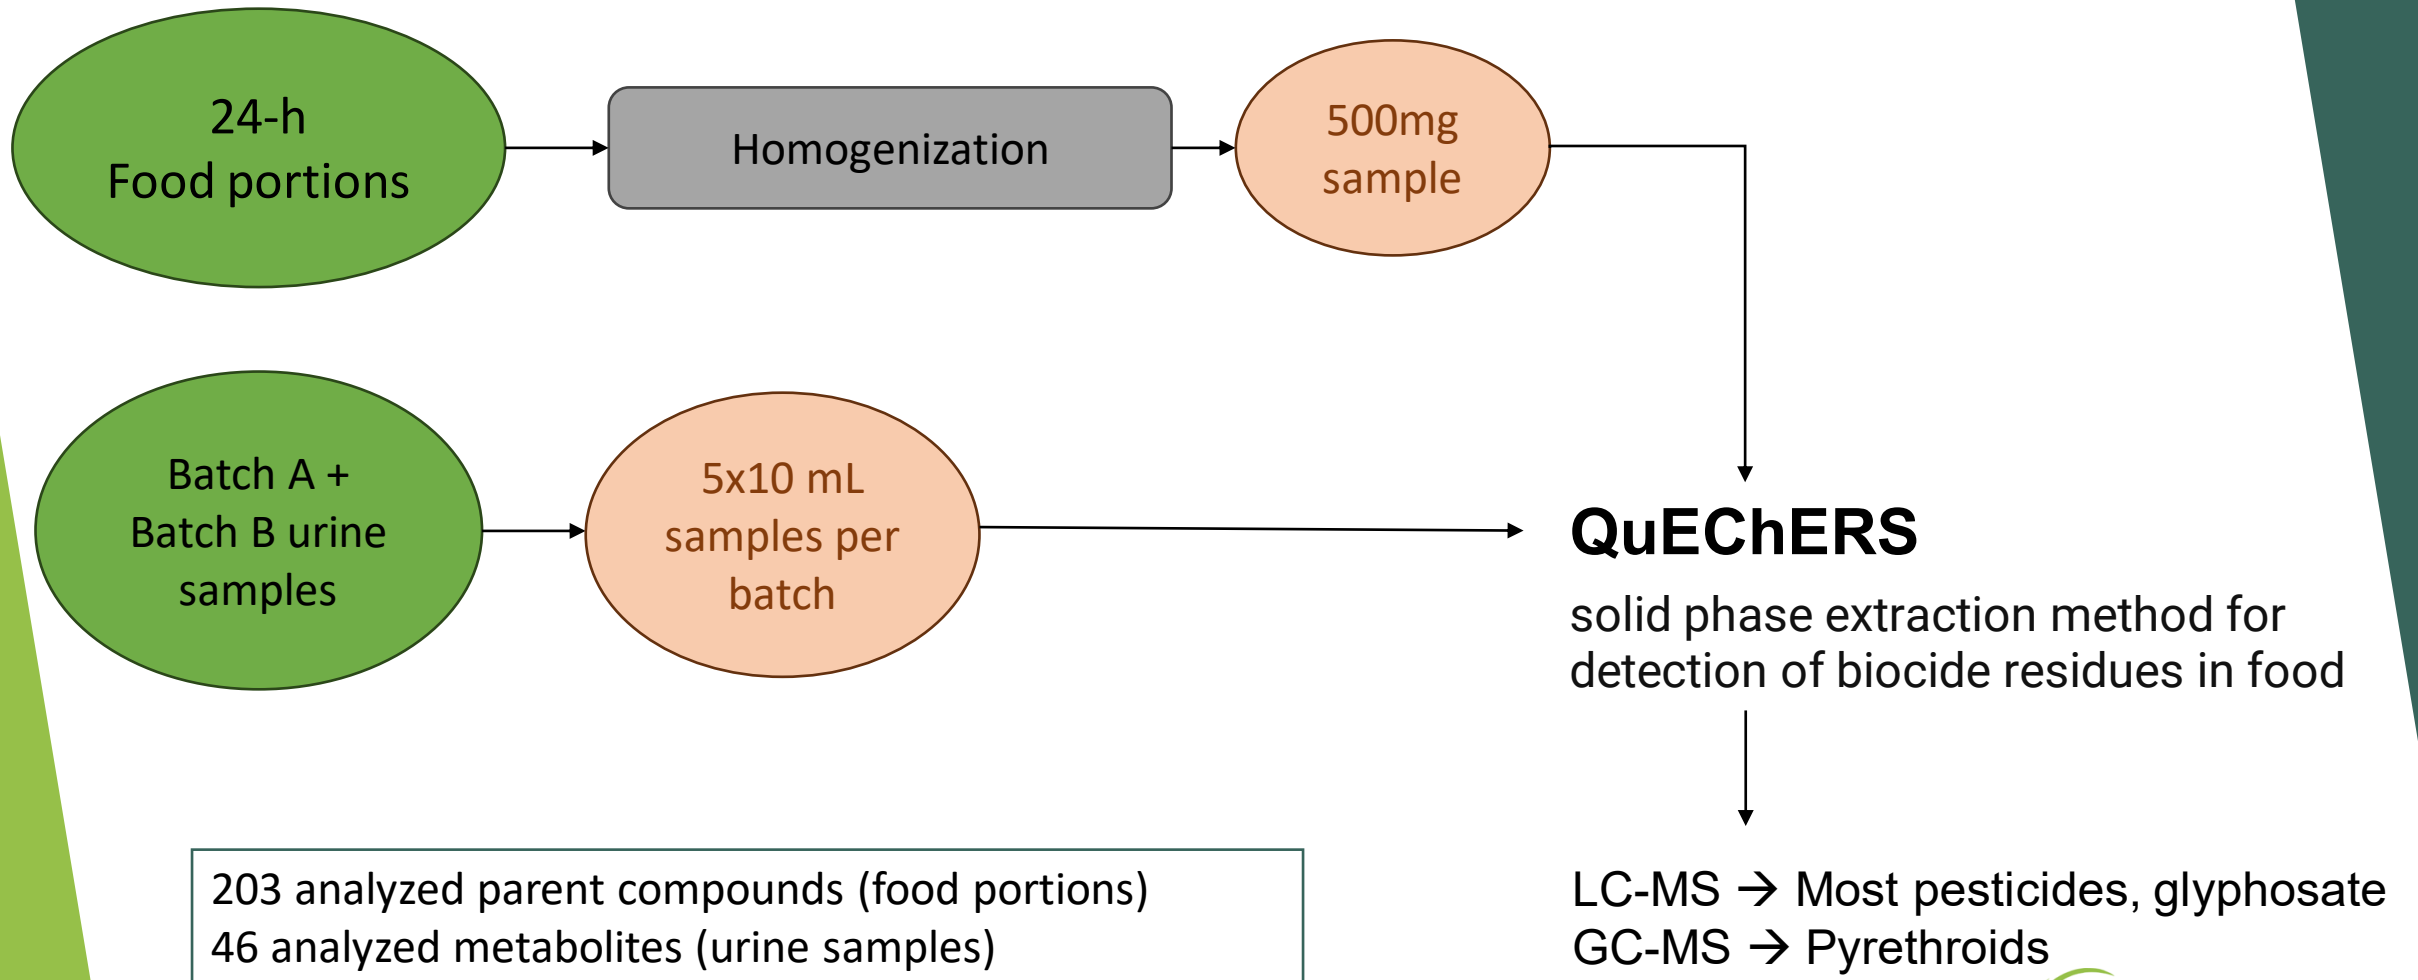 24-h
Food portions
Homogenization
500mg
sample
Batch A +
Batch B urine
samples
5x10 mL
samples per
batch
QuEChERS
solid phase extraction method for
detection of biocide residues in food
203 analyzed parent compounds (food portions)
46 analyzed metabolites (urine samples)
LC-MS → Most pesticides, glyphosate
GC-MS → Pyrethroids